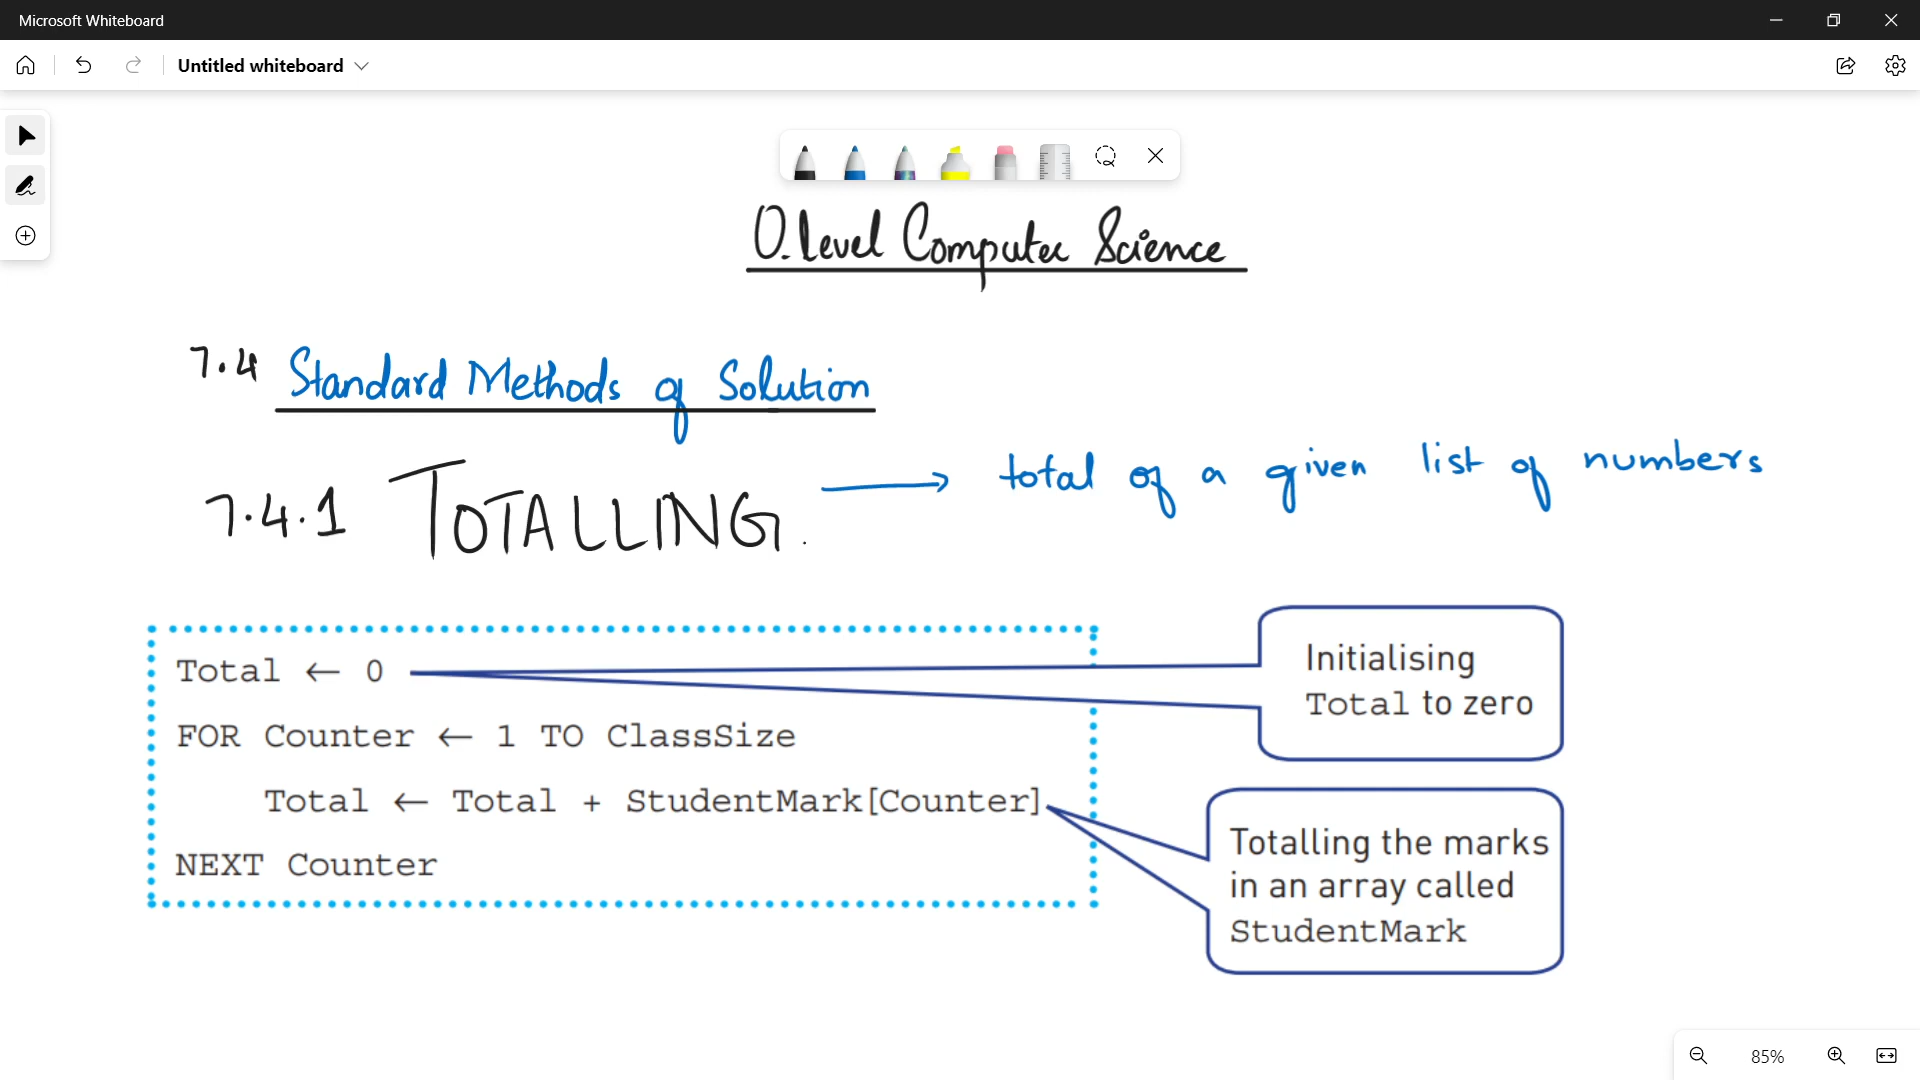 Microsoft Whiteboard
Untitled whiteboard
O.level Computer Science
7.4 Standard Methods of Solution
7.4.1 TOTALLING. → total of a given list of numbers
Total ← 0
FOR Counter ← 1 TO ClassSize
Total ← Total + StudentMark[Counter]
NEXT Counter
Initialising
Total to zero
Totalling the marks
in an array called
StudentMark
85%